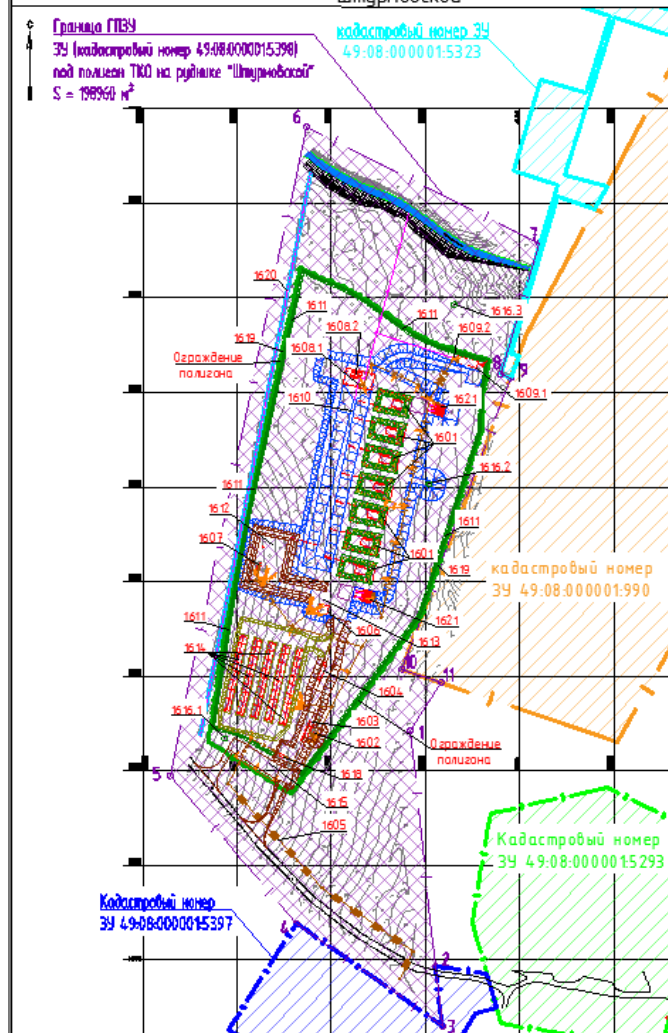 Граница ГПЗУ
ЗУ (кадастровый номер 49:08:000001:5398)
под полигон ТКО на руднике "Штурмовской"
S = 198960 м²
кадастровый номер ЗУ
49:08:000001:5323
6
7
1620
1611
1608.2
1611
1609.2
1616.3
1619
Ограждение
полигона
1608.1
8
9
1609.1
1610
1621
1601
1616.2
1611
1612
1607
1611
1601
1619
кадастровый номер
ЗУ 49:08:000001:990
1621
1606
1613
1611
1614
10
11
1604
1616.1
1603
1602
1
Ограждение
полигона
5
1618
1615
1605
Кадастровый номер
ЗУ 49:08:000001:5293
Кадастровый номер
ЗУ 49:08:000001:5397
4
2
3